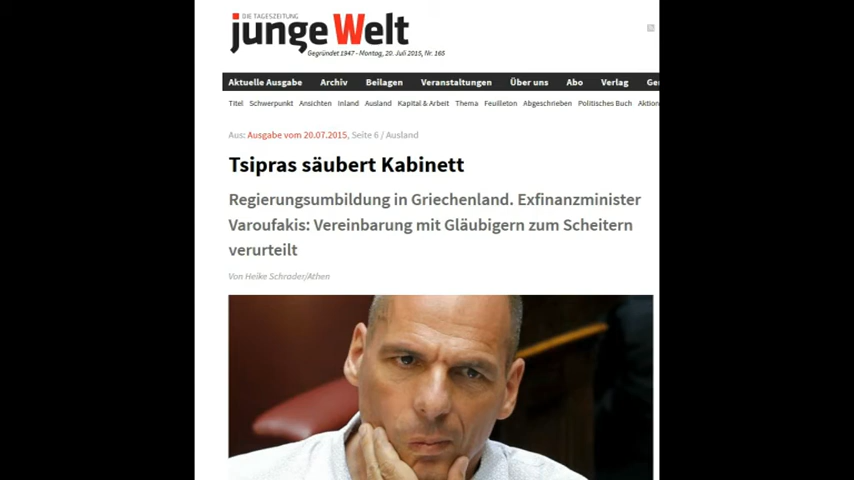 DIE TAGESZEITUNG
junge Welt
Gegründet 1947 - Montag, 20. Juli 2015, Nr. 165
Aktuelle Ausgabe Archiv Beilagen Veranstaltungen Über uns Abo Verlag Ge
Titel Schwerpunkt Ansichten Inland Ausland Kapital & Arbeit Thema Feuilleton Abgeschrieben Politisches Buch Aktion
Aus: Ausgabe vom 20.07.2015, Seite 6 / Ausland
Tsipras säubert Kabinett
Regierungsumbildung in Griechenland. Exfinanzminister
Varoufakis: Vereinbarung mit Gläubigern zum Scheitern
verurteilt
Von Heike Schrader/Athen